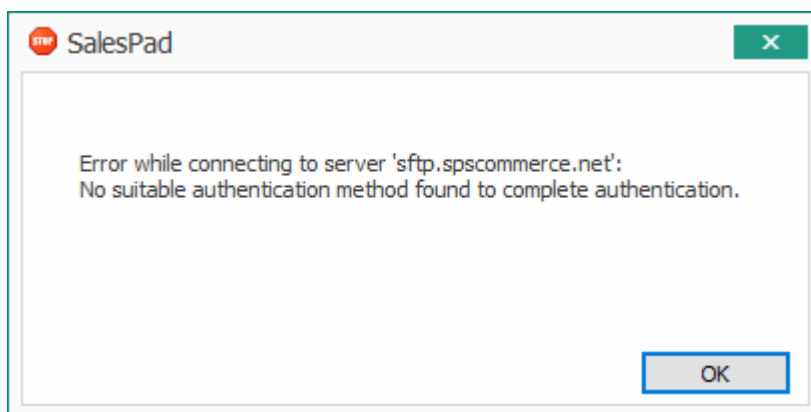 STOP
SalesPad
Error while connecting to server 'sftp.spscommerce.net':
No suitable authentication method found to complete authentication.
OK